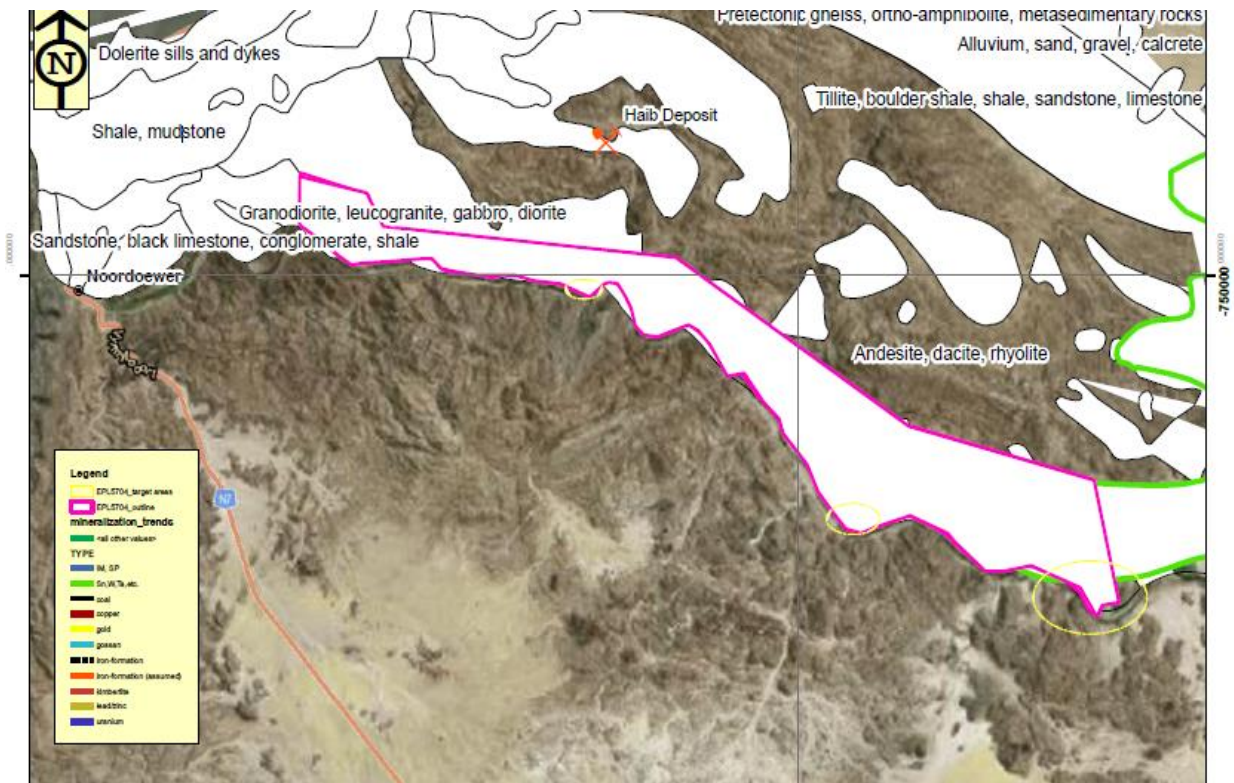 Pretectonic gneiss, ortho-amphibolite, metasedimentary rocks
N
Dolerite sills and dykes
Alluvium, sand, gravel, calcrete
Tillite, boulder shale, shale, sandstone, limestone
Haib Deposit
Shale, mudstone
Granodiorite, leucogranite, gabbro, diorite
Sandstone, black limestone, conglomerate, shale
Noordoewer
-750000
Andesite, dacite, rhyolite
N7
Legend
EPL5704_target areas
EPL5704_outline
mineralization_trends
<all other values>
TYPE
Sn,W,Ta,etc.
coal
copper
gold
gossan
iron-formation
iron-formation (assumed)
kimberlite
lead/zinc
uranium